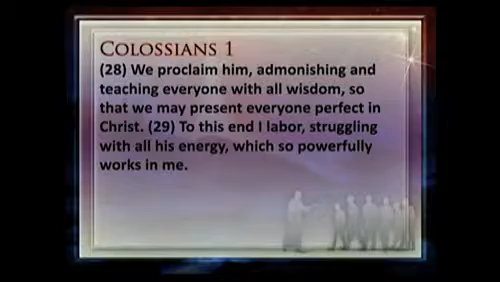 Colossians 1
(28) We proclaim him, admonishing and
teaching everyone with all wisdom, so
that we may present everyone perfect in
Christ. (29) To this end I labor, struggling
with all his energy, which so powerfully
works in me.